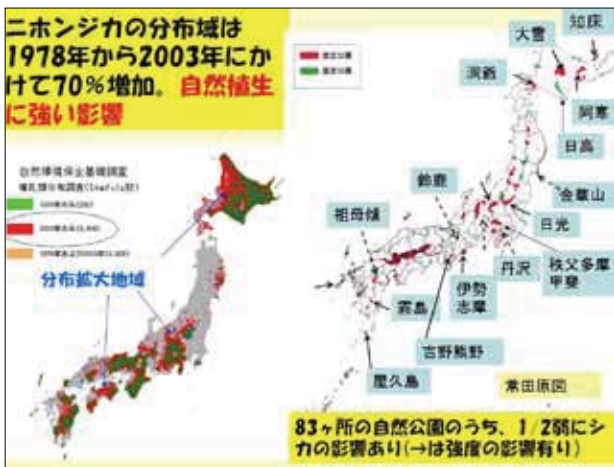 ニホンジカの分布域は
1978年から2003年にか
けて70%増加。自然植生
に強い影響
自然環境保全基礎調査
分布拡大地域
大雪
知床
洞爺
阿寒
日高
鈴鹿
金華山
祖母傾
日光
秩父多摩
甲斐
丹沢
伊勢
志摩
霧島
吉野熊野
屋久島
常田原図
83ヶ所の自然公園のうち、1/2弱にシ
カの影響あり(→は強度の影響有り)